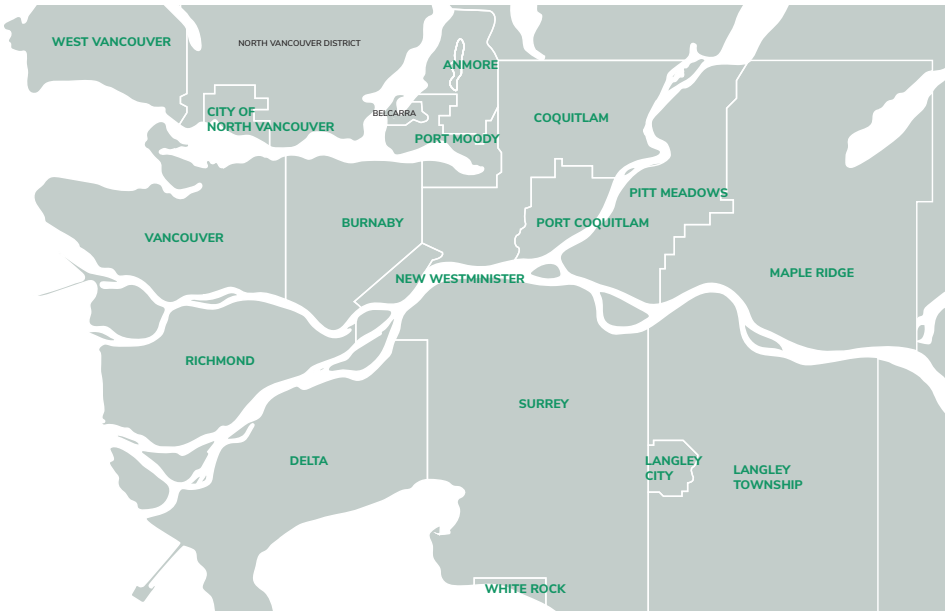 WEST VANCOUVER
NORTH VANCOUVER DISTRICT
ANMORE
CITY OF
NORTH VANCOUVER
BELCARRA
COQUITLAM
PORT MOODY
PITT MEADOWS
VANCOUVER
BURNABY
PORT COQUITLAM
NEW WESTMINISTER
MAPLE RIDGE
RICHMOND
SURREY
DELTA
LANGLEY
CITY
LANGLEY
TOWNSHIP
WHITE ROCK